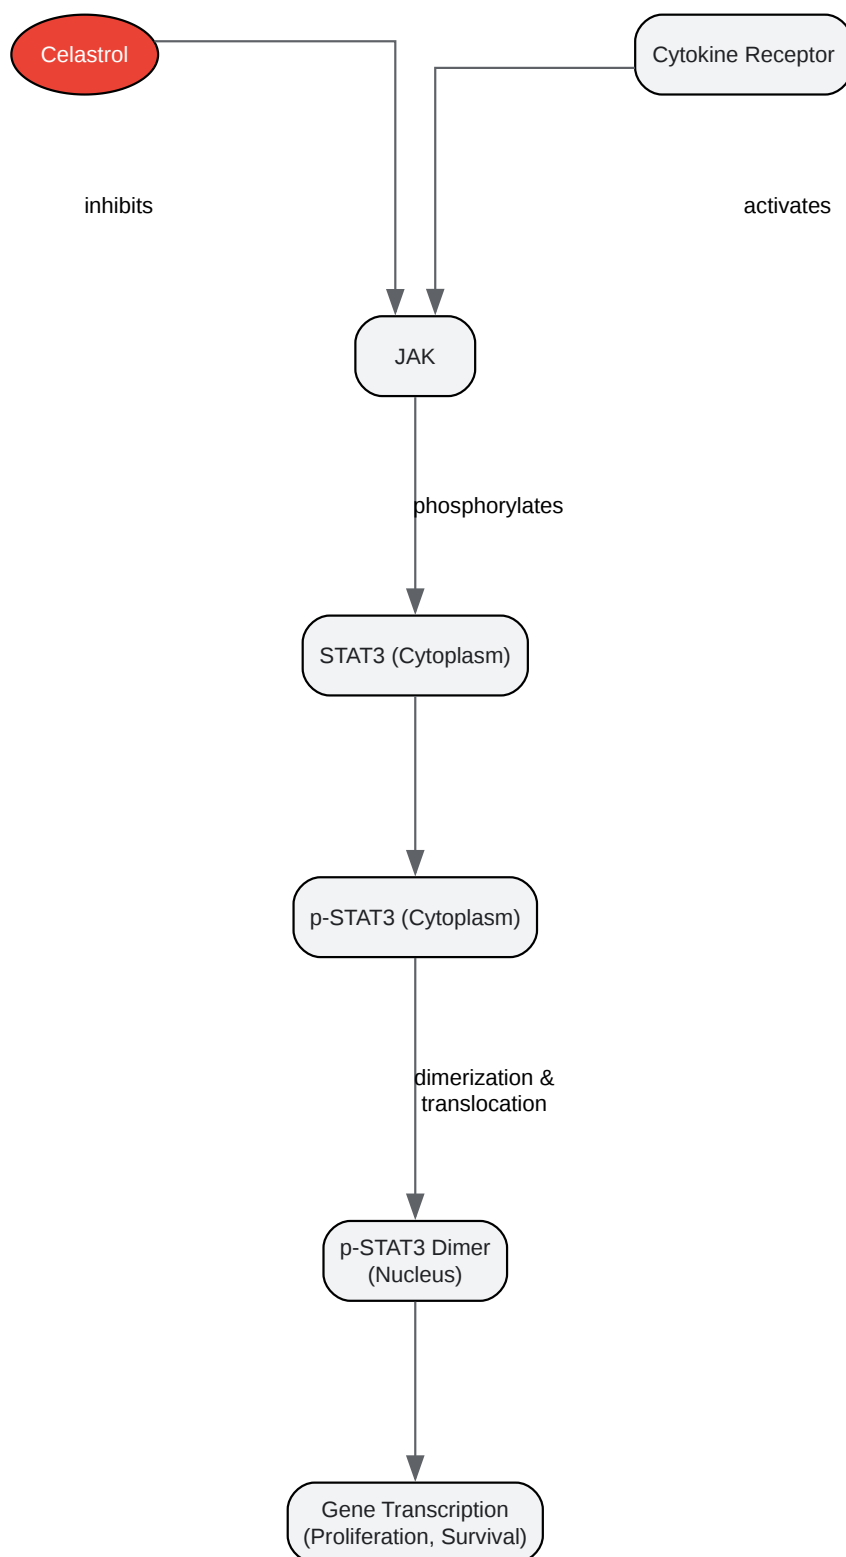 Celastrol
Cytokine Receptor
inhibits
activates
JAK
phosphorylates
STAT3 (Cytoplasm)
p-STAT3 (Cytoplasm)
dimerization &
translocation
p-STAT3 Dimer
(Nucleus)
Gene Transcription
(Proliferation, Survival)